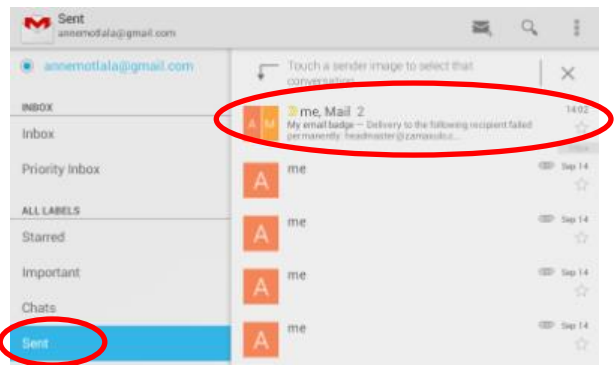 Sent
annemotlala@gmail.com
annemotlala@gmail.com
Touch a sender image to select that
conversation
INBOX
Inbox
Priority Inbox
ALL LABELS
Starred
Important
Chats
Sent
A M
me, Mail 2
14:02
My email badge – Delivery to the following recipient failed
permanently:
A
me
Sep 14
A
me
Sep 14
A
me
Sep 14
A
me
Sep 14